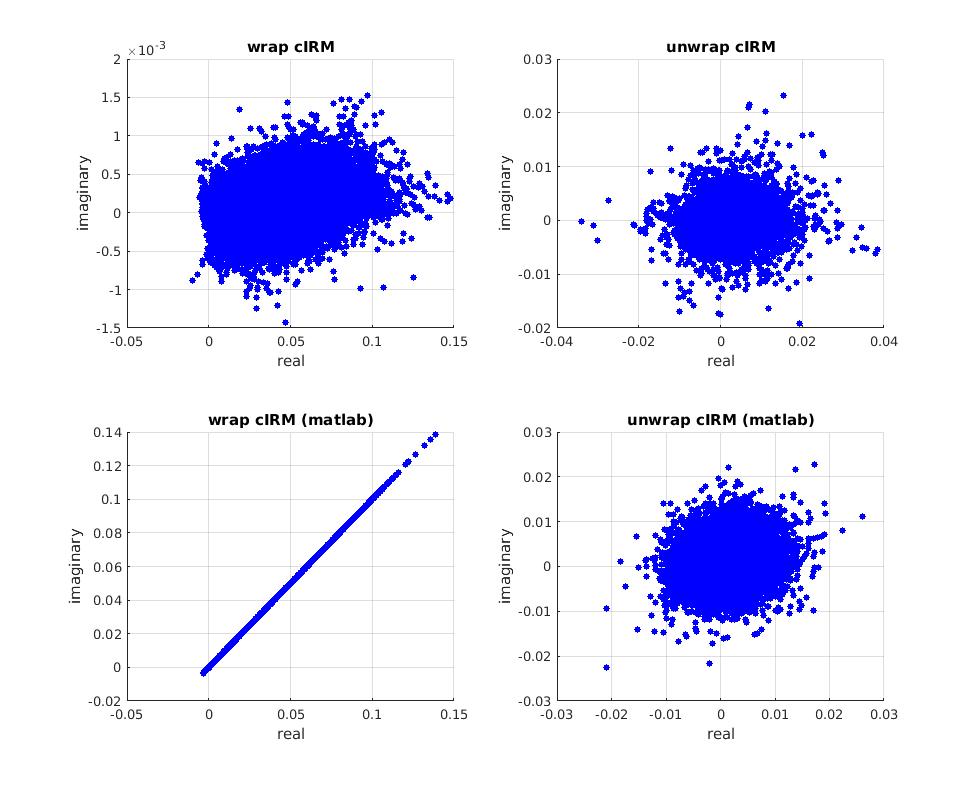 wrap cIRM
×10-3
2
1.5
1
0.5
0
-0.5
-1
-1.5
imaginary
-0.05 0 0.05 0.1 0.15
real
unwrap cIRM
0.03
0.02
0.01
0
-0.01
-0.02
imaginary
-0.04 -0.02 0 0.02 0.04
real
wrap cIRM (matlab)
0.14
0.12
0.1
0.08
0.06
0.04
0.02
0
-0.02
imaginary
-0.05 0 0.05 0.1 0.15
real
unwrap cIRM (matlab)
0.03
0.02
0.01
0
-0.01
-0.02
-0.03
imaginary
-0.03 -0.02 -0.01 0 0.01 0.02 0.03
real